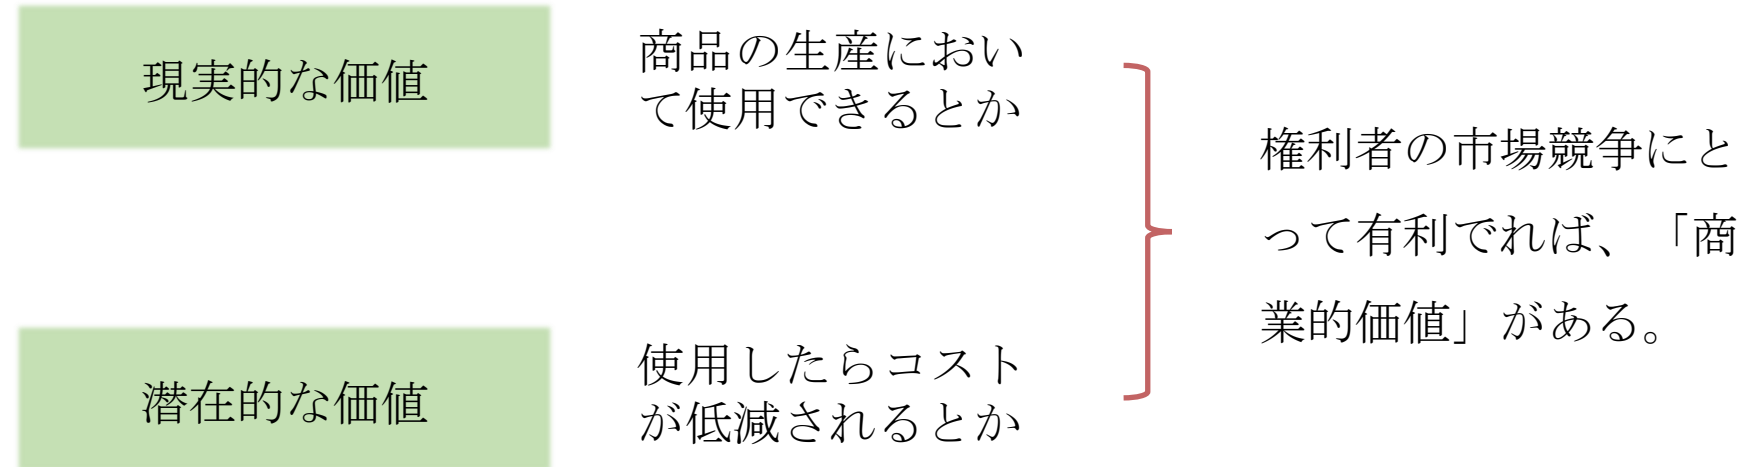 現実的な価値
商品の生産におい
て使用できるとか
権利者の市場競争にと
って有利でれば、「商
業的価値」がある。
潜在的な価値
使用したらコスト
が低減されるとか